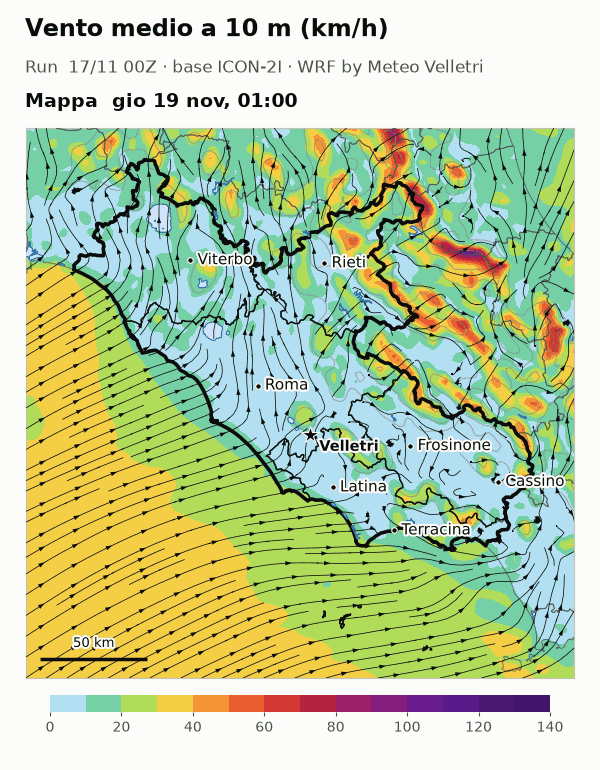 Vento medio a 10 m (km/h)
Run 17/11 00Z · base ICON-2I · WRF by Meteo Velletri
Mappa gio 19 nov, 01:00
Viterbo
Rieti
Roma
Velletri
Frosinone
Cassino
Latina
Terracina
50 km
0 20 40 60 80 100 120 140